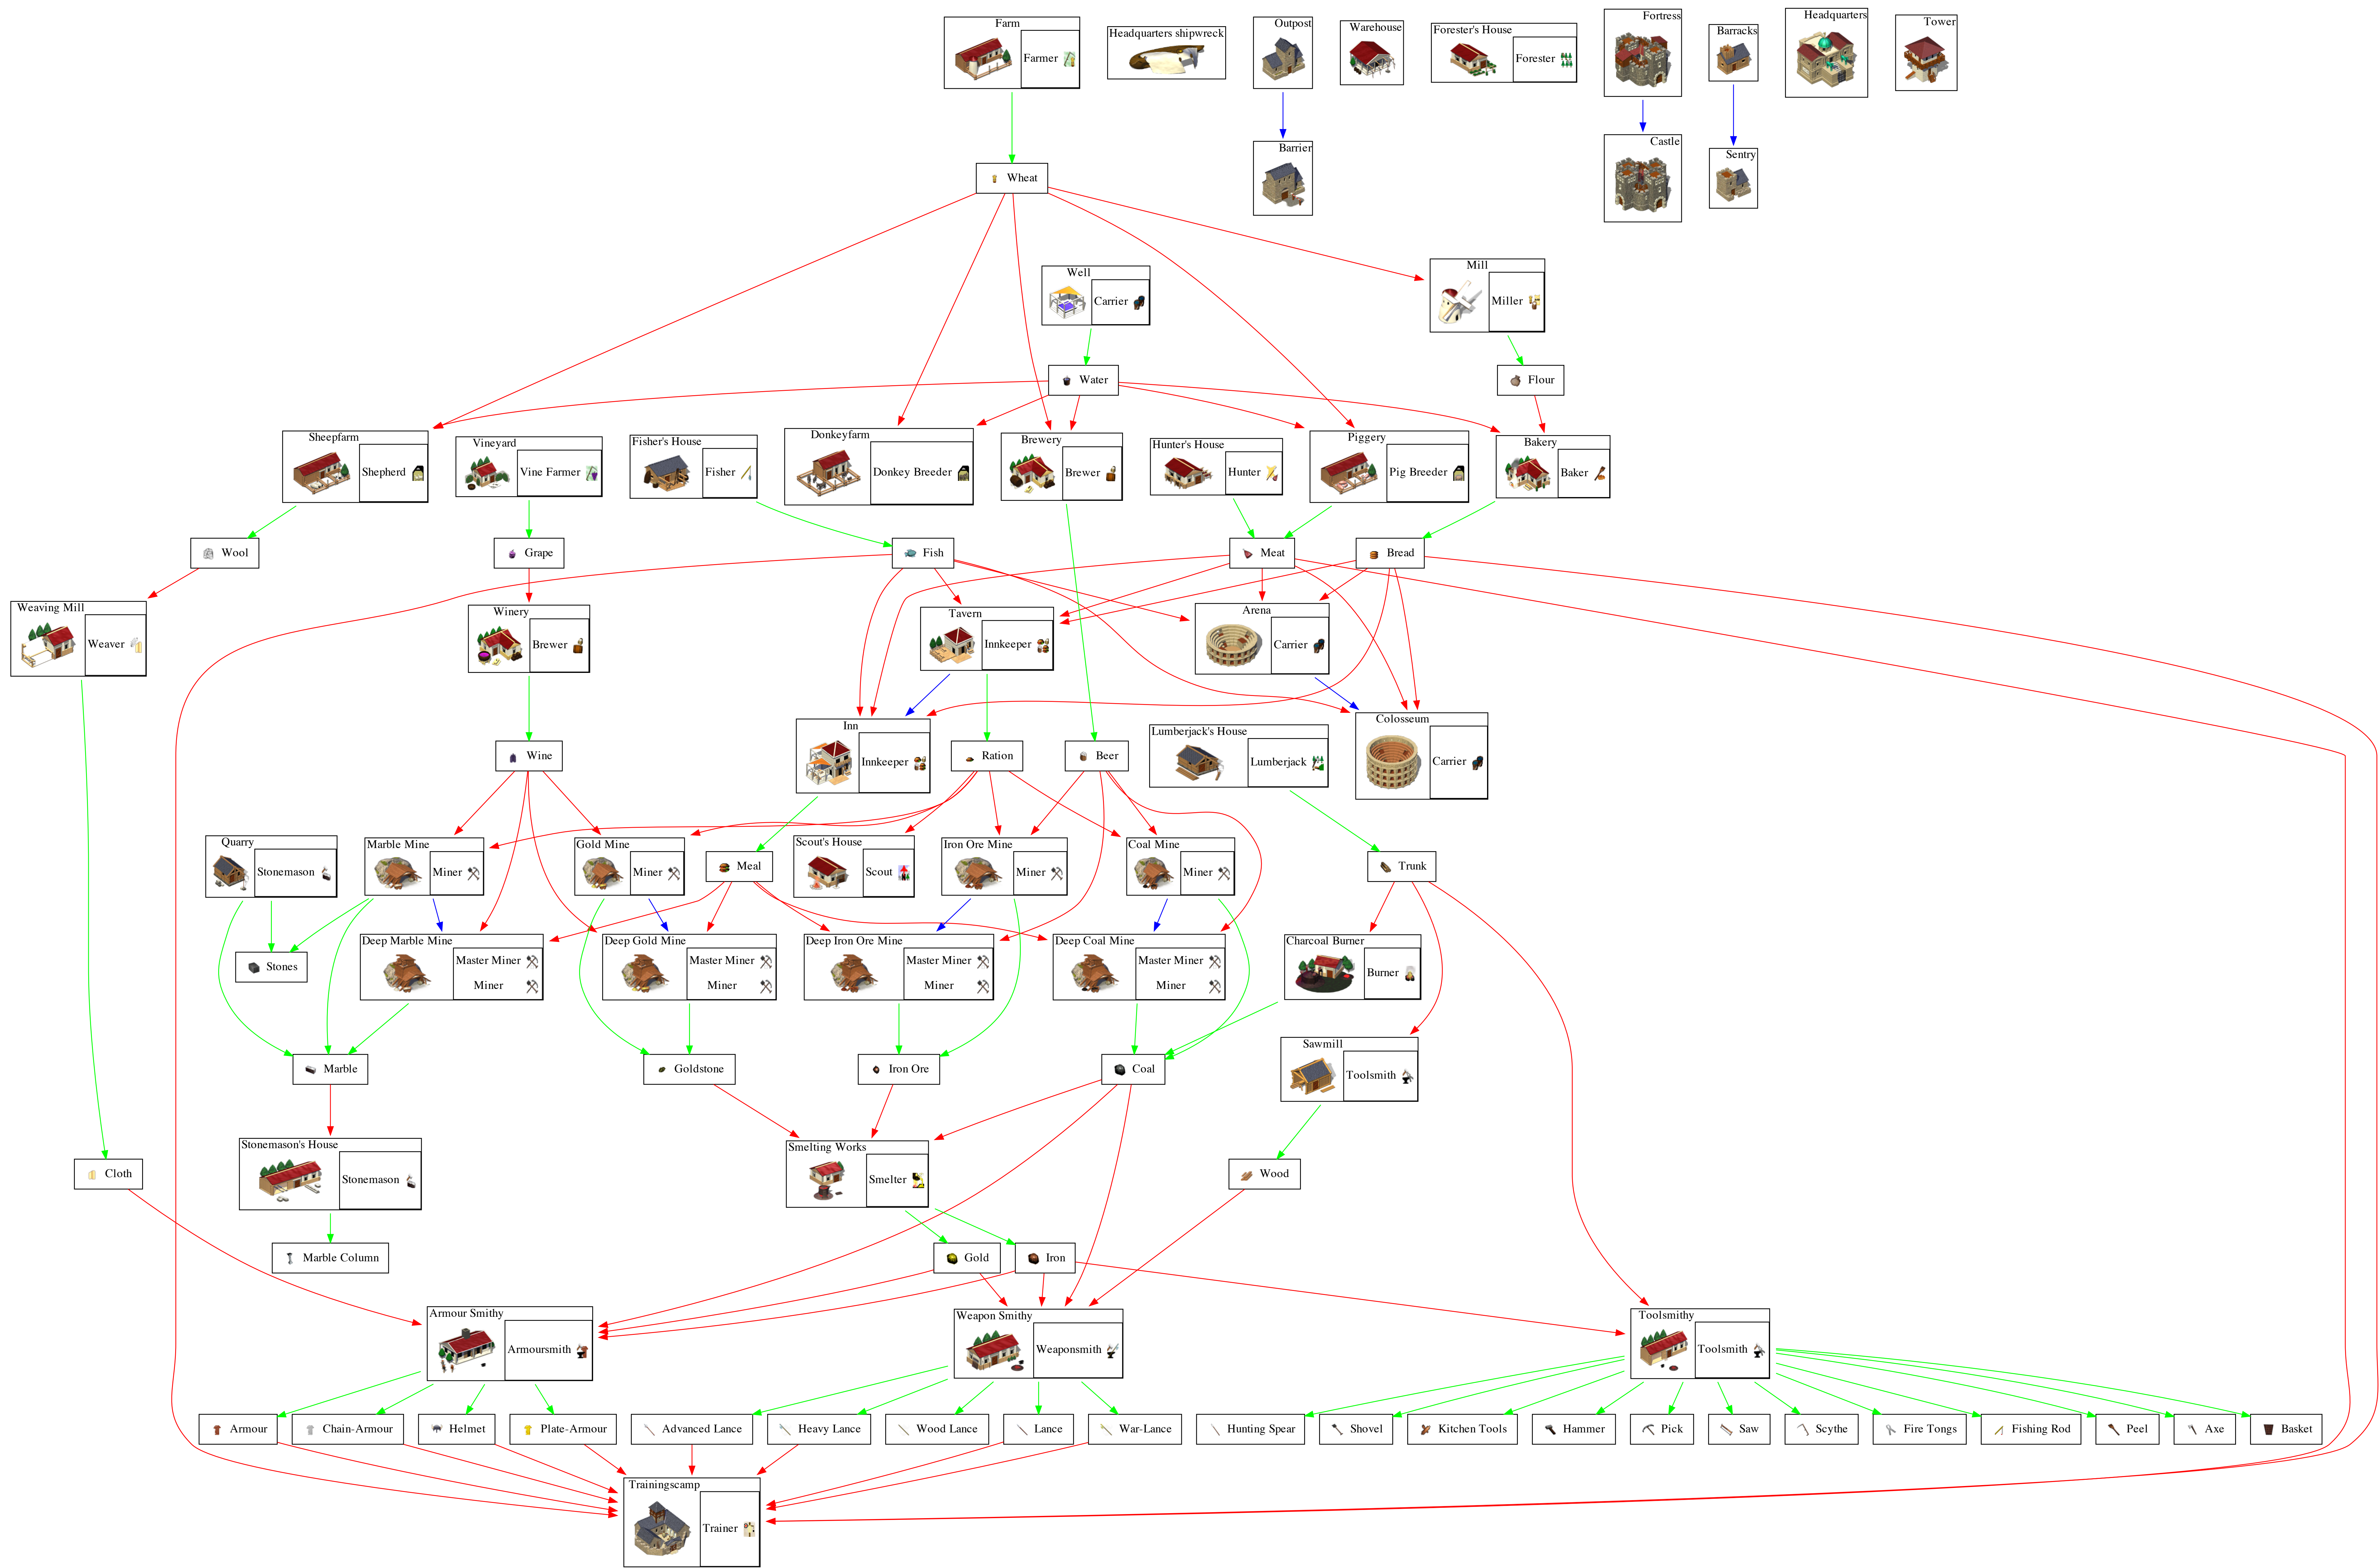 Farm
Farmer
Headquarters shipwreck
Outpost
Warehouse
Forester's House
Forester
Fortress
Barracks
Headquarters
Tower
Barrier
Castle
Sentry
Wheat
Well
Carrier
Mill
Miller
Water
Flour
Sheepfarm
Shepherd
Vineyard
Vine Farmer
Fisher's House
Fisher
Donkeyfarm
Donkey Breeder
Brewery
Brewer
Hunter's House
Hunter
Piggery
Pig Breeder
Bakery
Baker
Wool
Grape
Fish
Meat
Bread
Weaving Mill
Weaver
Winery
Brewer
Tavern
Innkeeper
Arena
Carrier
Inn
Innkeeper
Wine
Ration
Beer
Lumberjack's House
Lumberjack
Colosseum
Carrier
Quarry
Stonemason
Marble Mine
Miner
Gold Mine
Miner
Meal
Scout's House
Scout
Iron Ore Mine
Miner
Coal Mine
Miner
Trunk
Stones
Deep Marble Mine
Master Miner
Miner
Deep Gold Mine
Master Miner
Miner
Deep Iron Ore Mine
Master Miner
Miner
Deep Coal Mine
Master Miner
Miner
Charcoal Burner
Burner
Marble
Goldstone
Iron Ore
Coal
Sawmill
Toolsmith
Cloth
Stonemason's House
Stonemason
Smelting Works
Smelter
Wood
Marble Column
Gold
Iron
Armour Smithy
Armoursmith
Weapon Smithy
Weaponsmith
Toolsmithy
Toolsmith
Armour
Chain-Armour
Helmet
Plate-Armour
Advanced Lance
Heavy Lance
Wood Lance
Lance
War-Lance
Hunting Spear
Shovel
Kitchen Tools
Hammer
Pick
Saw
Scythe
Fire Tongs
Fishing Rod
Peel
Axe
Basket
Trainingscamp
Trainer